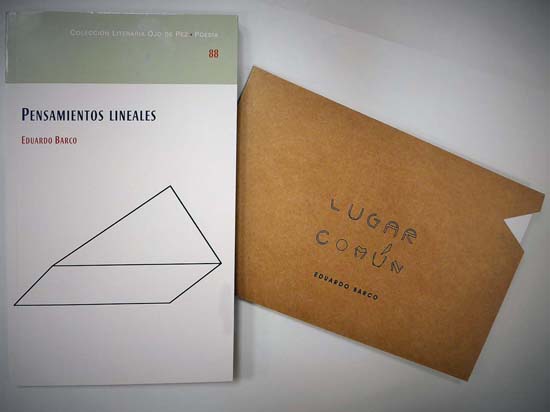 COLECCIÓN LITERARIA OJO DE PEZ • POESÍA
88
PENSAMIENTOS LINEALES
EDUARDO BARCO
LUGAR
COMÚN
EDUARDO BARCO